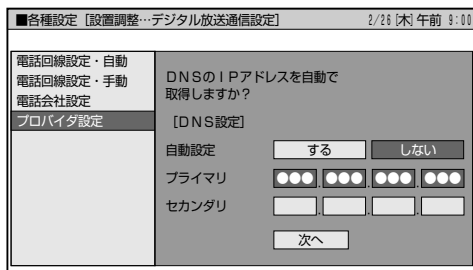 ■各種設定［設置調整…デジタル放送通信設定］ 2/26[木]午前 9:00
電話回線設定・自動
電話回線設定・手動
電話会社設定
プロバイダ設定
DNSのIPアドレスを自動で
取得しますか？
［DNS設定］
自動設定 する しない
プライマリ ●●●.●●●.●●●.●●●
セカンダリ . . .
次へ